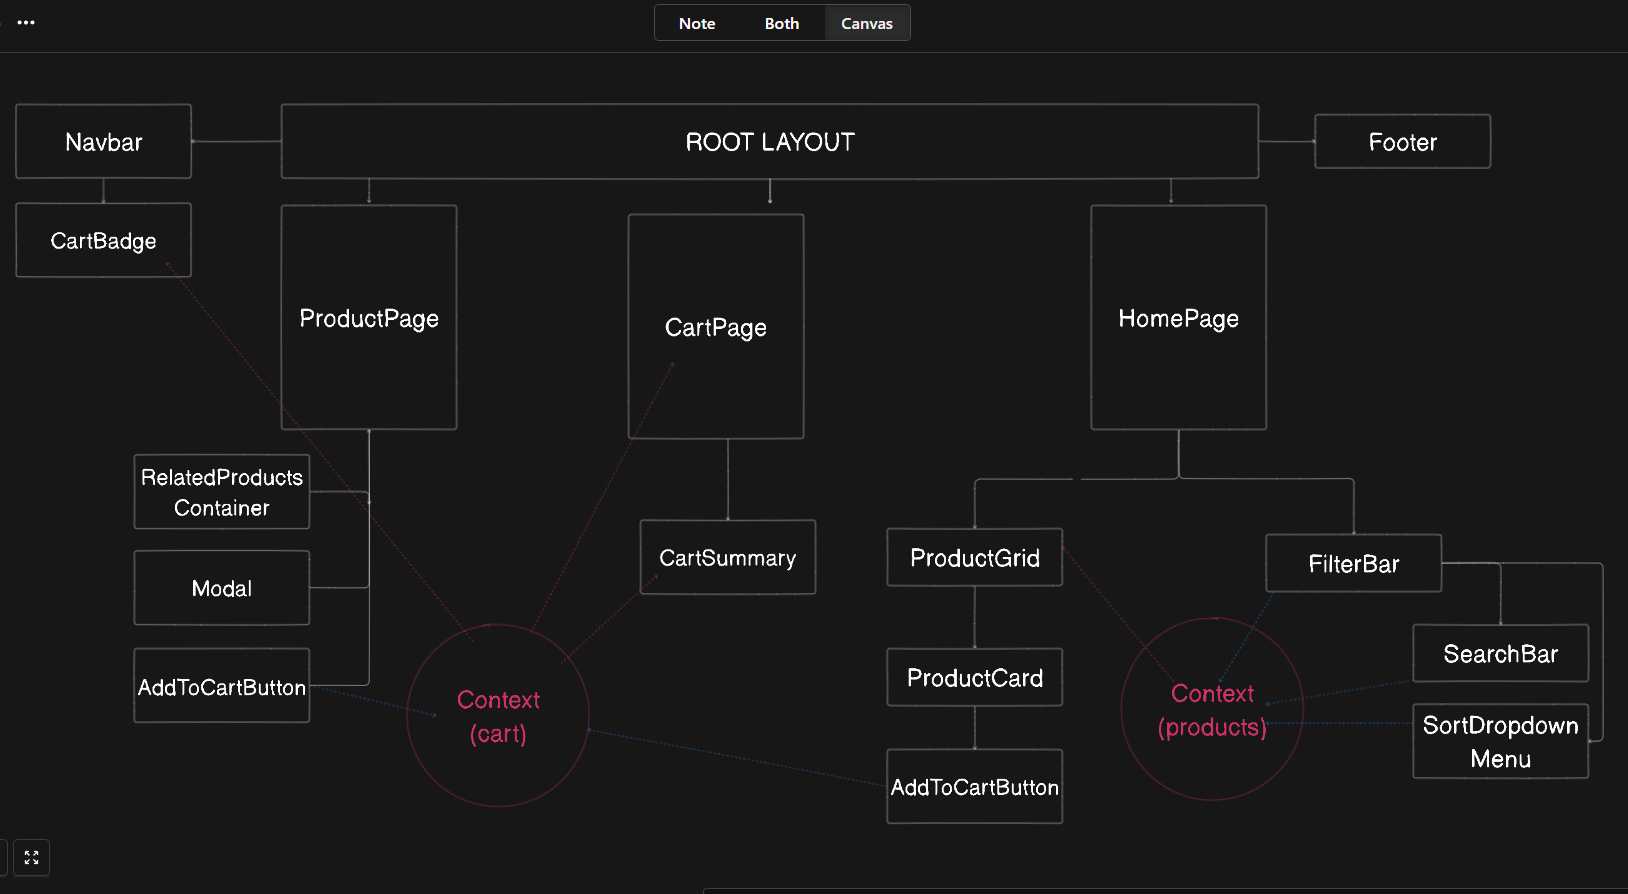 Note
Both
Canvas
Navbar
ROOT LAYOUT
Footer
CartBadge
ProductPage
CartPage
HomePage
RelatedProducts
Container
Modal
AddToCartButton
CartSummary
ProductGrid
FilterBar
SearchBar
ProductCard
SortDropdown
Menu
AddToCartButton
Context
(cart)
Context
(products)